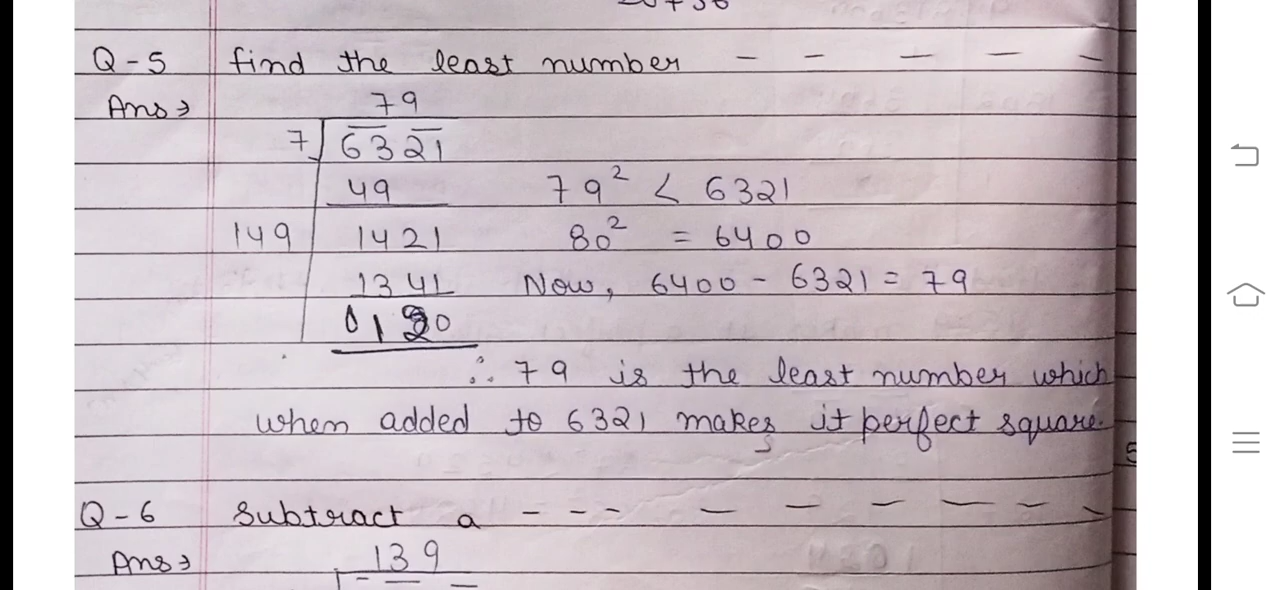 Q-5 find the least number - - - - -
Ans→ 79
7 6321
49 79² < 6321
149 1421 80² = 6400
1341 Now, 6400 - 6321 = 79
∴ 79 is the least number which
when added to 6321 makes it perfect square.
Q-6 Subtract a - - - - - - - - -
Ans→ 139